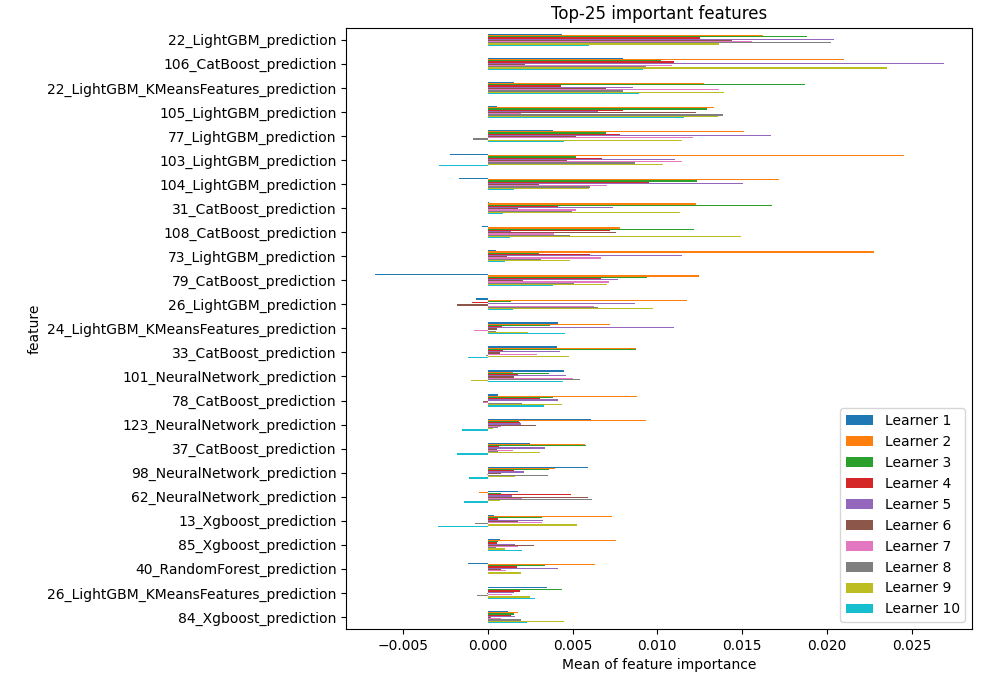 Top-25 important features
22_LightGBM_prediction
106_CatBoost_prediction
22_LightGBM_KMeansFeatures_prediction
105_LightGBM_prediction
77_LightGBM_prediction
103_LightGBM_prediction
104_LightGBM_prediction
31_CatBoost_prediction
108_CatBoost_prediction
73_LightGBM_prediction
79_CatBoost_prediction
26_LightGBM_prediction
24_LightGBM_KMeansFeatures_prediction
33_CatBoost_prediction
101_NeuralNetwork_prediction
78_CatBoost_prediction
123_NeuralNetwork_prediction
37_CatBoost_prediction
98_NeuralNetwork_prediction
62_NeuralNetwork_prediction
13_Xgboost_prediction
85_Xgboost_prediction
40_RandomForest_prediction
26_LightGBM_KMeansFeatures_prediction
84_Xgboost_prediction
feature
Learner 1
Learner 2
Learner 3
Learner 4
Learner 5
Learner 6
Learner 7
Learner 8
Learner 9
Learner 10
−0.005 0.000 0.005 0.010 0.015 0.020 0.025
Mean of feature importance